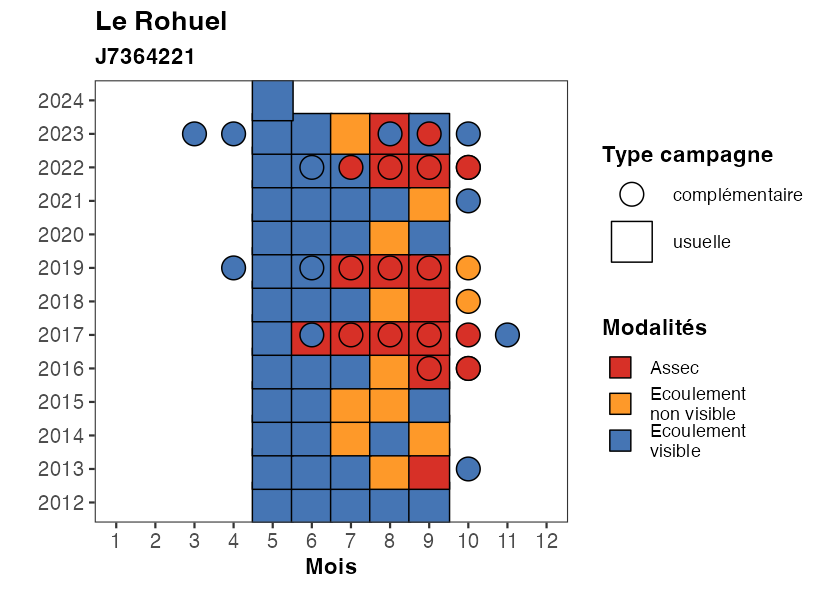 Le Rohuel
J7364221
2024
2023
2022
2021
2020
2019
2018
2017
2016
2015
2014
2013
2012
1 2 3 4 5 6 7 8 9 10 11 12
Mois
Type campagne
complémentaire
usuelle
Modalités
Assec
Ecoulement
non visible
Ecoulement
visible